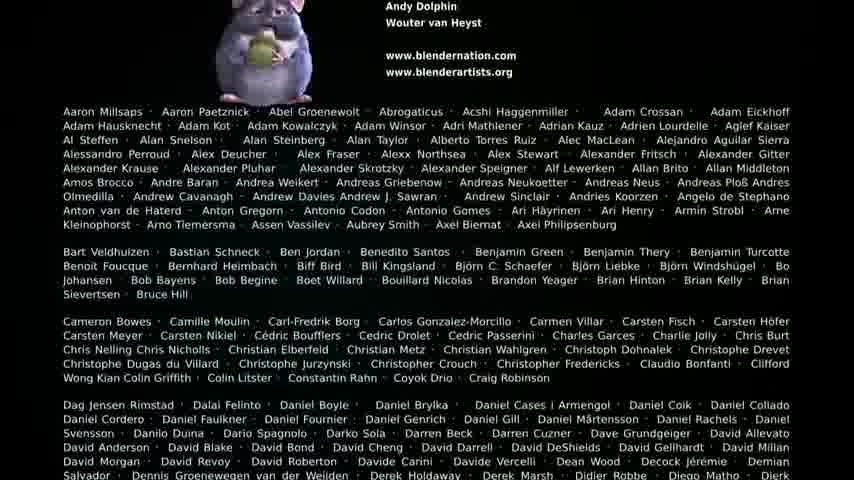 Andy Dolphin
Wouter van Heyst
www.blendernation.com
www.blenderartists.org
Aaron Millsaps · Aaron Paetznick · Abel Groenewolt · Abrogaticus · Acshi Haggenmiller · Adam Crossan · Adam Eickhoff
Adam Hausknecht · Adam Kot · Adam Kowalczyk · Adam Winsor · Adri Mathlener · Adrian Kauz · Adrien Lourdelle · Aglef Kaiser
Al Steffen · Alan Snelson · Alan Steinberg · Alan Taylor · Alberto Torres Ruiz · Alec MacLean · Alejandro Aguilar Sierra
Alessandro Perroud · Alex Deucher · Alex Fraser · Alexx Northsea · Alex Stewart · Alexander Fritsch · Alexander Gitter
Alexander Krause · Alexander Pluhar · Alexander Skrotzky · Alexander Speigner · Alf Lewerken · Allan Brito · Allan Middleton
Amos Brocco · Andre Baran · Andrea Weikert · Andreas Griebenow · Andreas Neukoetter · Andreas Neus · Andreas Ploß Andres
Olmedilla · Andrew Cavanagh · Andrew Davies Andrew J. Sawran · Andrew Sinclair · Andries Koorzen · Angelo de Stephano
Anton van de Haterd · Anton Gregorn · Antonio Codon · Antonio Gomes · Ari Häyrinen · Ari Henry · Armin Strobl · Arne
Kleinophorst · Arno Tiemersma · Assen Vassilev · Aubrey Smith · Axel Biernat · Axel Philipsenburg
Bart Veldhuizen · Bastian Schneck · Ben Jordan · Benedito Santos · Benjamin Green · Benjamin Thery · Benjamin Turcotte
Benoit Foucque · Bernhard Heimbach · Biff Bird · Bill Kingsland · Björn C. Schaefer · Björn Liebke · Björn Windshügel · Bo
Johansen · Bob Bayens · Bob Begine · Boet Willard · Bouillard Nicolas · Brandon Yeager · Brian Hinton · Brian Kelly · Brian
Sievertsen · Bruce Hill
Cameron Bowes · Camille Moulin · Carl-Fredrik Borg · Carlos Gonzalez-Morcillo · Carmen Villar · Carsten Fisch · Carsten Höfer
Carsten Meyer · Carsten Nikiel · Cédric Boufflers · Cedric Drolet · Cedric Passerini · Charles Garces · Charlie Jolly · Chris Burt
Chris Nelling Chris Nicholls · Christian Elberfeld · Christian Metz · Christian Wahlgren · Christoph Dohnalek · Christophe Drevet
Christophe Dugas du Villard · Christophe Jurzynski · Christopher Crouch · Christopher Fredericks · Claudio Bonfanti · Clifford
Wong Kian Colin Griffith · Colin Litster · Constantin Rahn · Coyok Drio · Craig Robinson
Dag Jensen Rimstad · Dalai Felinto · Daniel Boyle · Daniel Brylka · Daniel Cases i Armengol · Daniel Coik · Daniel Collado
Daniel Cordero · Daniel Faulkner · Daniel Fournier · Daniel Genrich · Daniel Gill · Daniel Mårtensson · Daniel Rachels · Daniel
Svensson · Danilo Duina · Dario Spagnolo · Darko Sola · Darren Beck · Darren Cuzner · Dave Grundgeiger · David Allevato
David Anderson · David Blake · David Bond · David Cheng · David Darrell · David DeShields · David Gellhardt · David Millan
David Morgan · David Revoy · David Roberton · Davide Carini · Davide Vercelli · Dean Wood · Decock Jérémie · Demian
Salvador · Dennis Groenewegen van der Weijden · Derek Holdaway · Derek Marsh · Didier Robbe · Diego Matho · Dierk